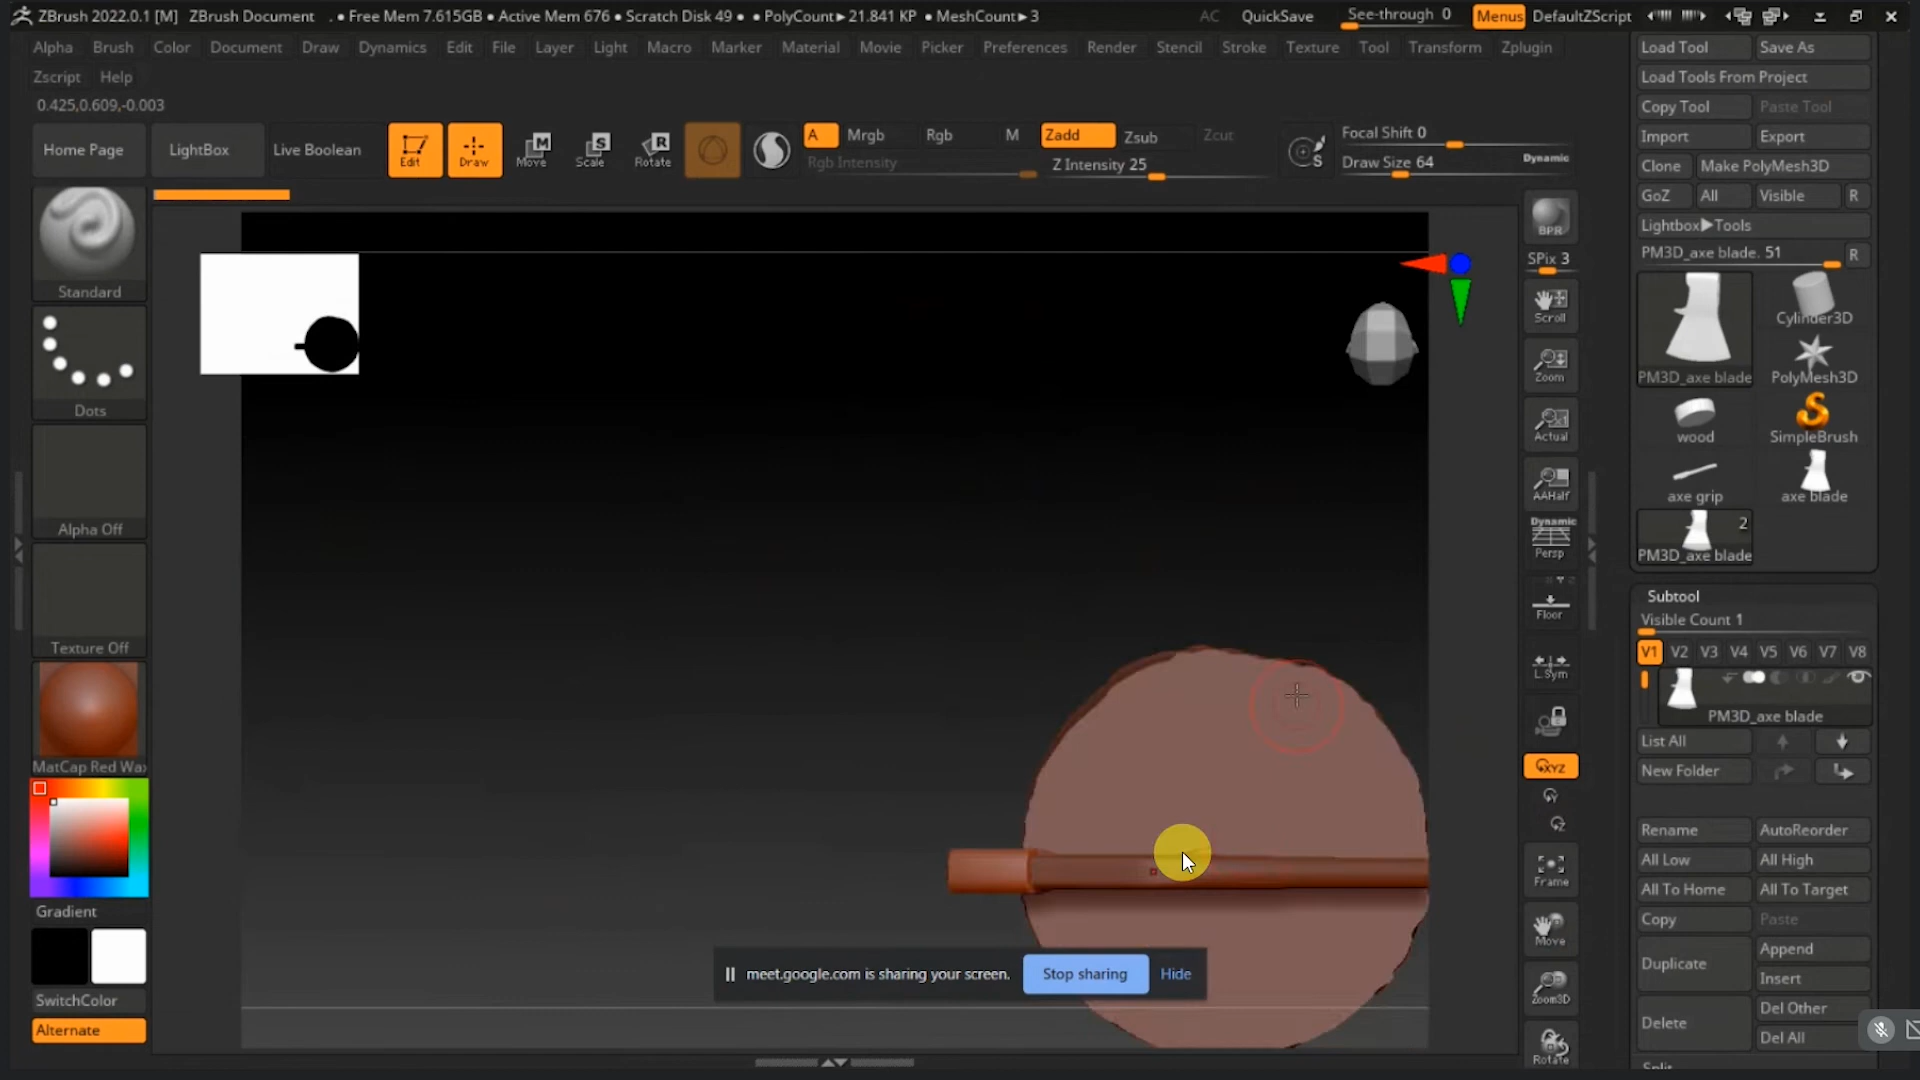 ZBrush 2022.0.1 [M] ZBrush Document . • Free Mem 7.615GB • Active Mem 676 • Scratch Disk 49 • • PolyCount▶ 21.841 KP • MeshCount▶ 3 AC QuickSave See-through 0 Menus DefaultZScript
Alpha Brush Color Document Draw Dynamics Edit File Layer Light Macro Marker Material Movie Picker Preferences Render Stencil Stroke Texture Tool Transform Zplugin
Zscript Help
0.425,0.609,-0.003
Home Page LightBox Live Boolean Edit Draw Move Scale Rotate
A Mrgb Rgb M Zadd Zsub Zcut
Rgb Intensity Z Intensity 25
Focal Shift 0
Draw Size 64 Dynamic
Standard
Dots
Alpha Off
Texture Off
MatCap Red Wax
Gradient
SwitchColor
Alternate
BPR
SPix 3
Scroll
Zoom
Actual
AAHalf
Dynamic
Persp
Floor
L.Sym
XYZ
Y
Z
Frame
Move
Zoom3D
Rotate
Load Tool Save As
Load Tools From Project
Copy Tool Paste Tool
Import Export
Clone Make PolyMesh3D
GoZ All Visible R
Lightbox▶Tools
PM3D_axe blade. 51 R
PM3D_axe blade Cylinder3D
PolyMesh3D
wood SimpleBrush
axe grip axe blade
2
PM3D_axe blade
Subtool
Visible Count 1
V1 V2 V3 V4 V5 V6 V7 V8
PM3D_axe blade
List All
New Folder
Rename AutoReorder
All Low All High
All To Home All To Target
Copy Paste
Duplicate Append
Insert
Delete Del Other
Del All
Split
meet.google.com is sharing your screen. Stop sharing Hide